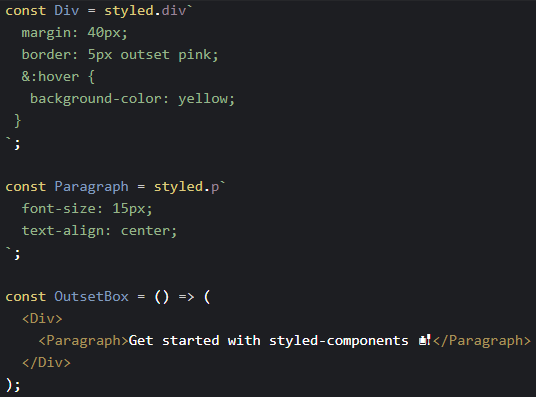 const Div = styled.div`
  margin: 40px;
  border: 5px outset pink;
  &:hover {
   background-color: yellow;
 }
`;

const Paragraph = styled.p`
  font-size: 15px;
  text-align: center;
`;

const OutsetBox = () => (
  <Div>
    <Paragraph>Get started with styled-components 💅</Paragraph>
  </Div>
);